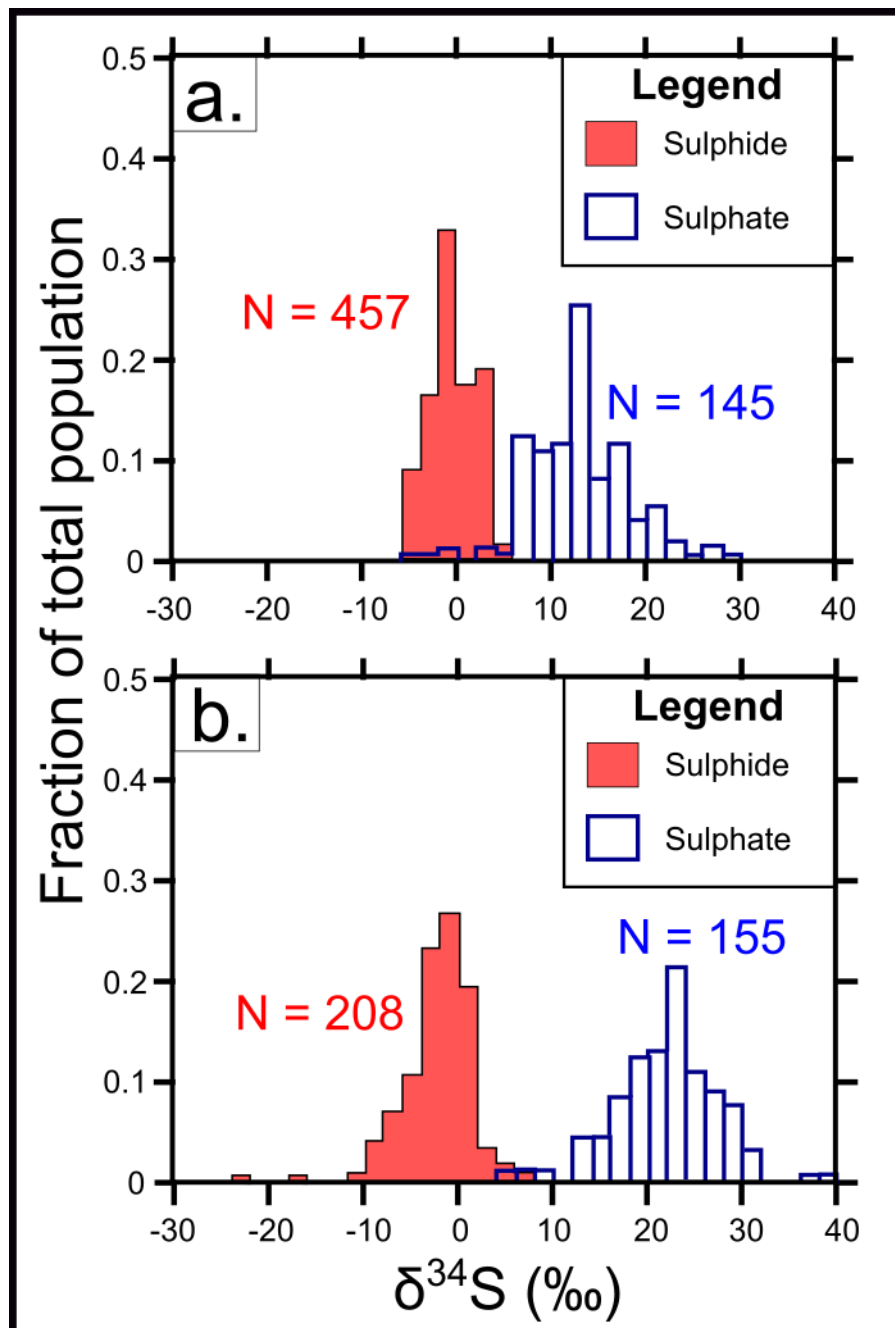 Fraction of total population
a.
Legend
Sulphide
Sulphate
N = 457
N = 145
0.5
0.4
0.3
0.2
0.1
0
-30 -20 -10 0 10 20 30 40
b.
Legend
Sulphide
Sulphate
N = 208
N = 155
0.5
0.4
0.3
0.2
0.1
0
-30 -20 -10 0 10 20 30 40
δ³⁴S (‰)